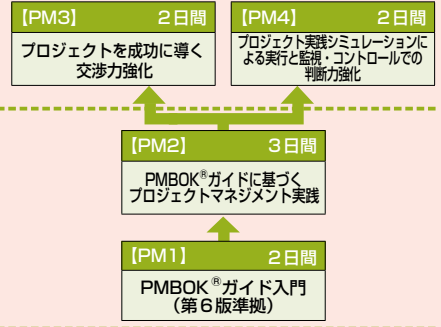 【PM3】 2日間
プロジェクトを成功に導く
交渉力強化
【PM4】 2日間
プロジェクト実践シミュレーションに
よる実行と監視・コントロールでの
判断力強化
【PM2】 3日間
PMBOK®ガイドに基づく
プロジェクトマネジメント実践
【PM1】 2日間
PMBOK®ガイド入門
(第6版準拠)